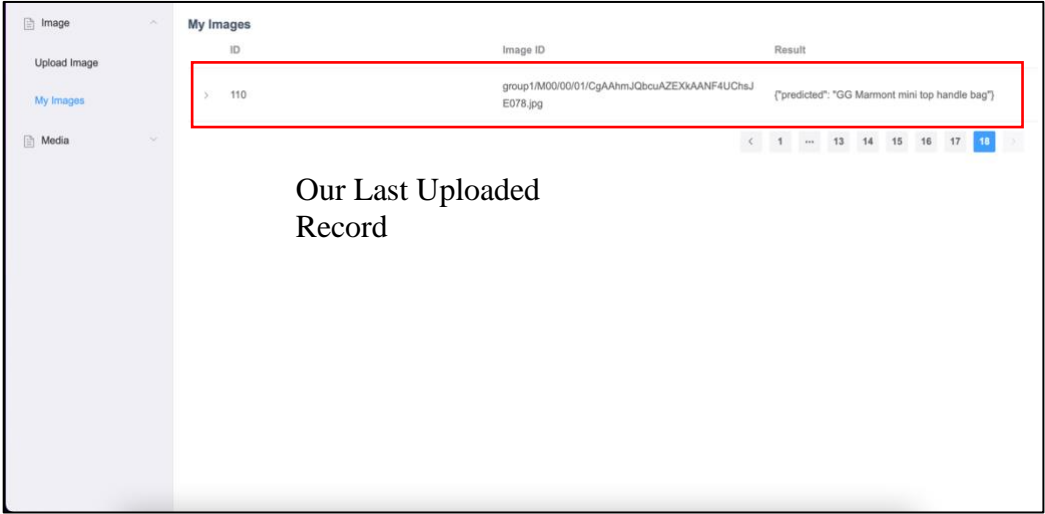 Image
Upload Image
My Images
Media
My Images
ID Image ID Result
110 group1/M00/00/01/CgAAhmJQbcuAZEXkAANF4UChsJ {"predicted": "GG Marmont mini top handle bag"}
E078.jpg
1 ... 13 14 15 16 17 18
Our Last Uploaded
Record